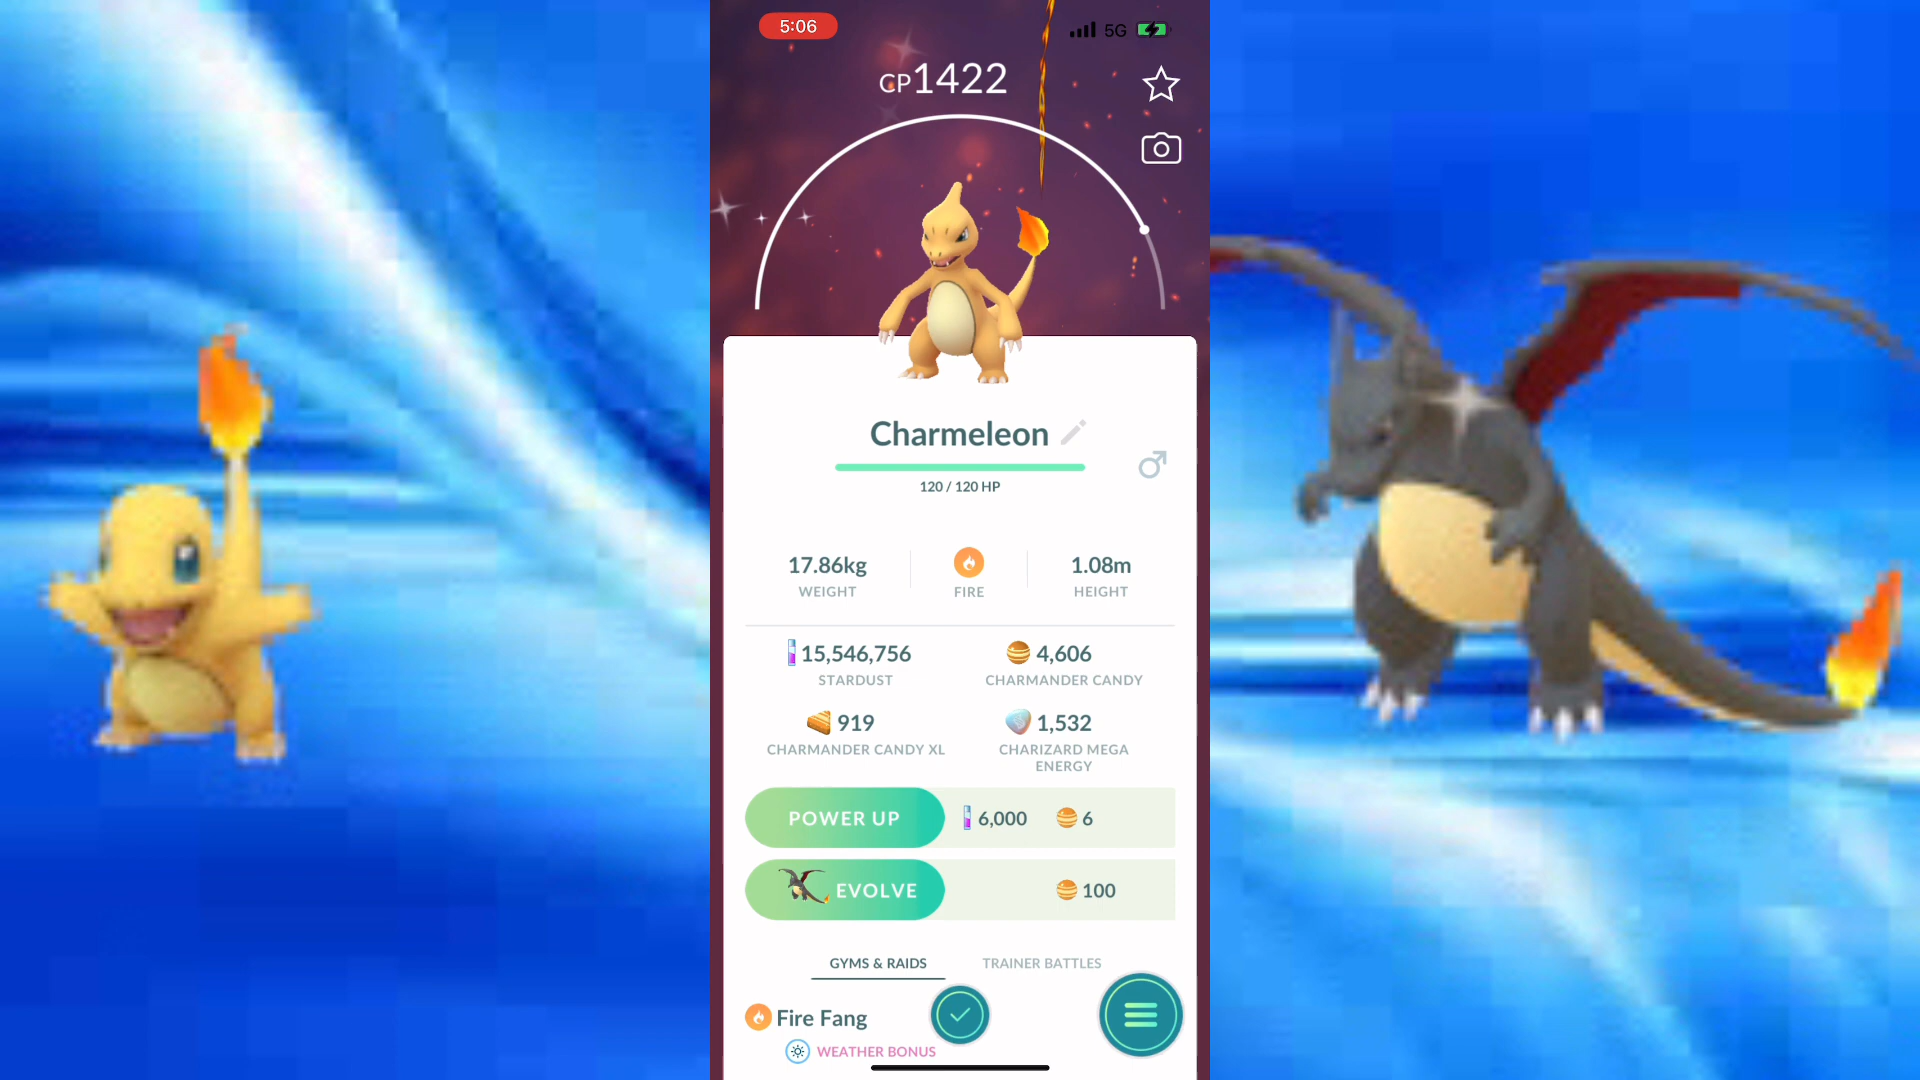 5:06
5G
CP1422
Charmeleon
120 / 120 HP
17.86kg
WEIGHT
FIRE
1.08m
HEIGHT
15,546,756
STARDUST
4,606
CHARMANDER CANDY
919
CHARMANDER CANDY XL
1,532
CHARIZARD MEGA
ENERGY
POWER UP
6,000
6
EVOLVE
100
GYMS & RAIDS
TRAINER BATTLES
Fire Fang
WEATHER BONUS